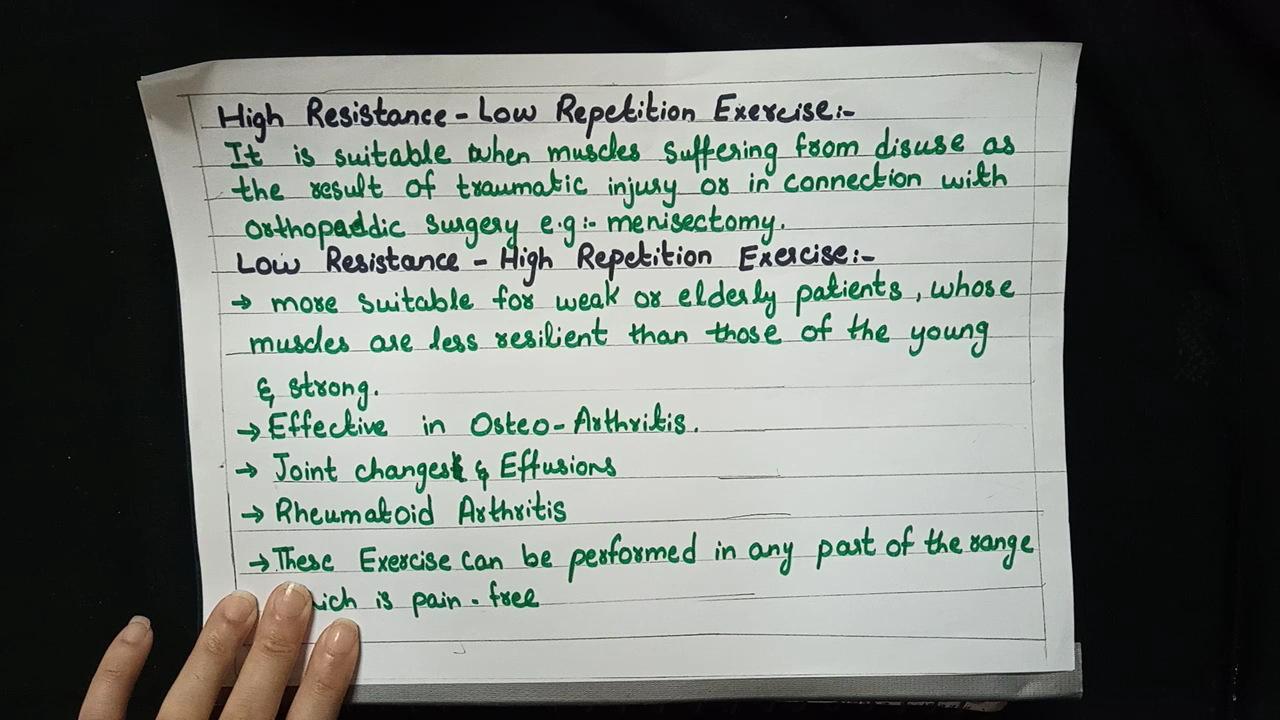 High Resistance - Low Repetition Exercise:-
It is suitable when muscles suffering from disuse as
the result of traumatic injury or in connection with
orthopaedic surgery e.g:- menisectomy.
Low Resistance - High Repetition Exercise:-
→ more suitable for weak or elderly patients, whose
muscles are less resilient than those of the young
& strong.
→ Effective in Osteo-Arthritis.
→ Joint changes & Effusions
→ Rheumatoid Arthritis
→ These Exercise can be performed in any part of the range
is pain-free